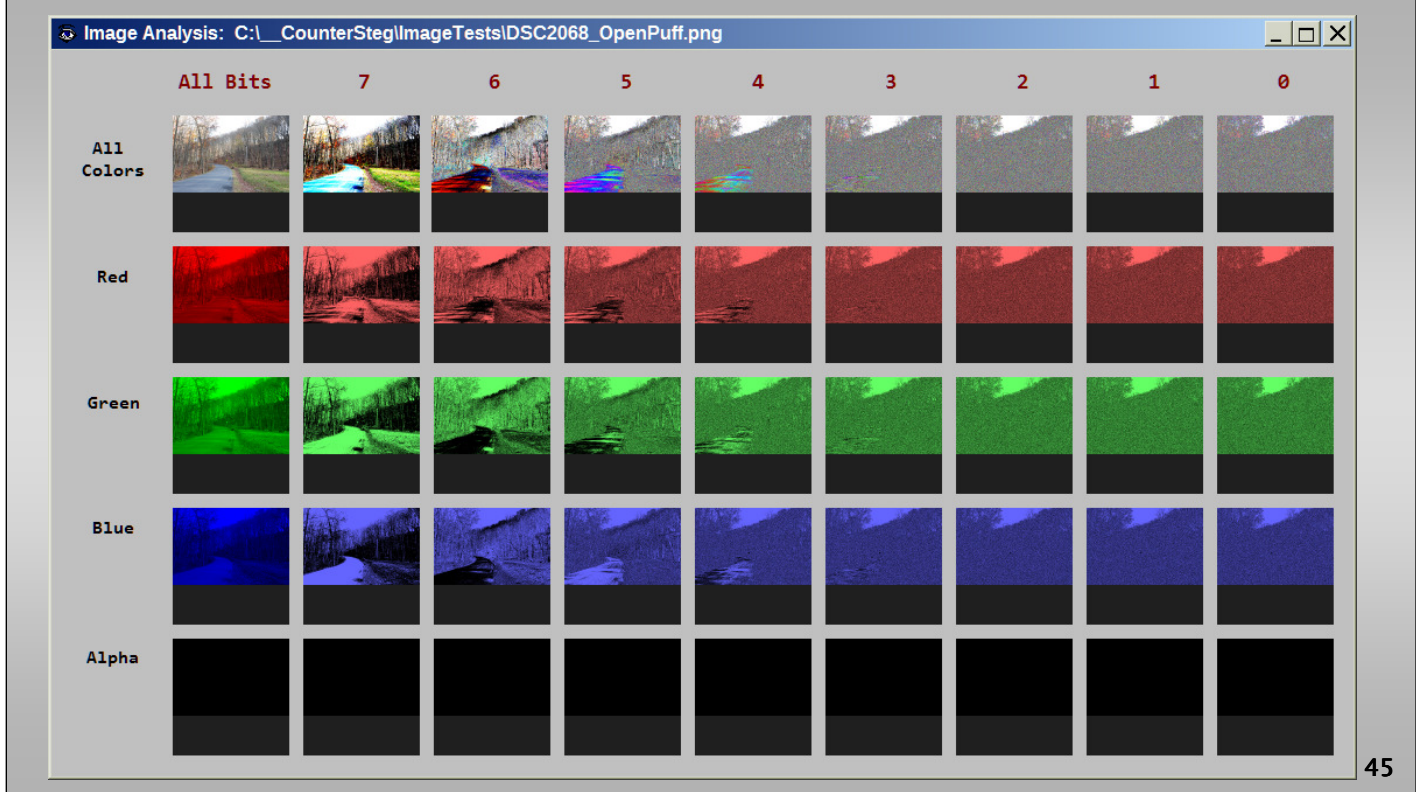 Image Analysis: C:\__CounterSteg\ImageTests\DSC2068_OpenPuff.png
All Bits 7 6 5 4 3 2 1 0
All
Colors
Red
Green
Blue
Alpha
45